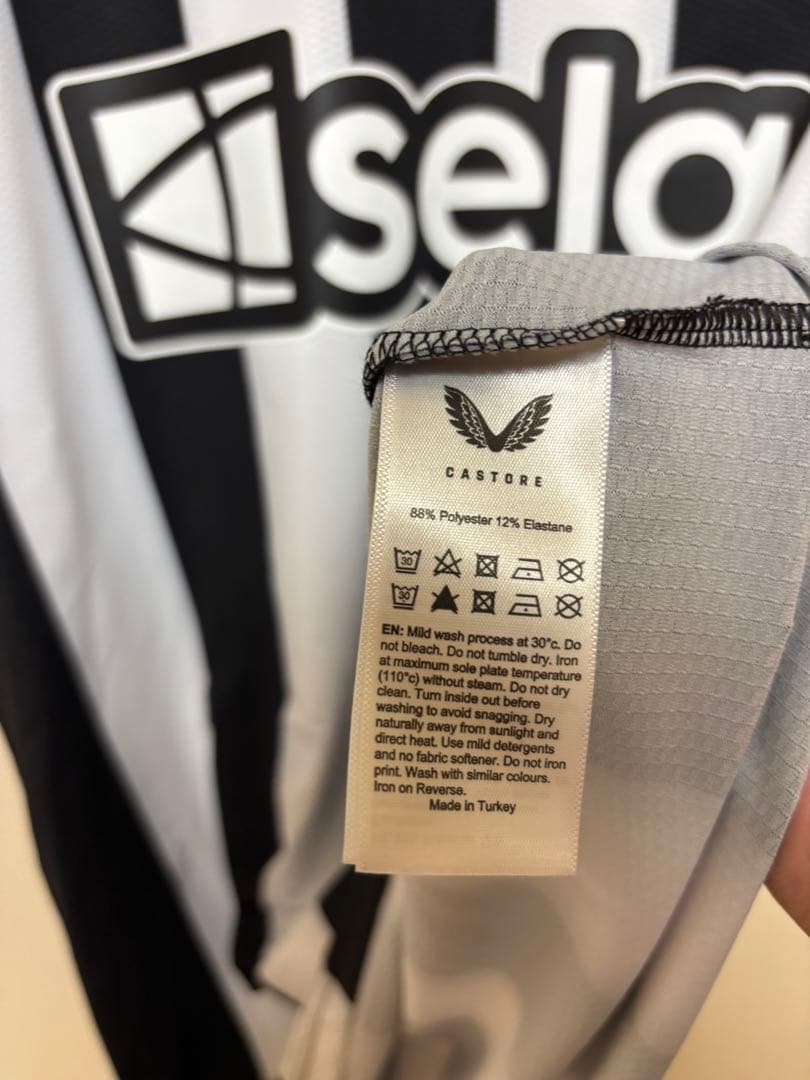 sela
CASTORE
88% Polyester 12% Elastane
30
30
EN: Mild wash process at 30°c. Do
not bleach. Do not tumble dry. Iron
at maximum sole plate temperature
(110°c) without steam. Do not dry
clean. Turn inside out before
washing to avoid snagging. Dry
naturally away from sunlight and
direct heat. Use mild detergents
and no fabric softener. Do not iron
print. Wash with similar colours.
Iron on Reverse.
Made in Turkey